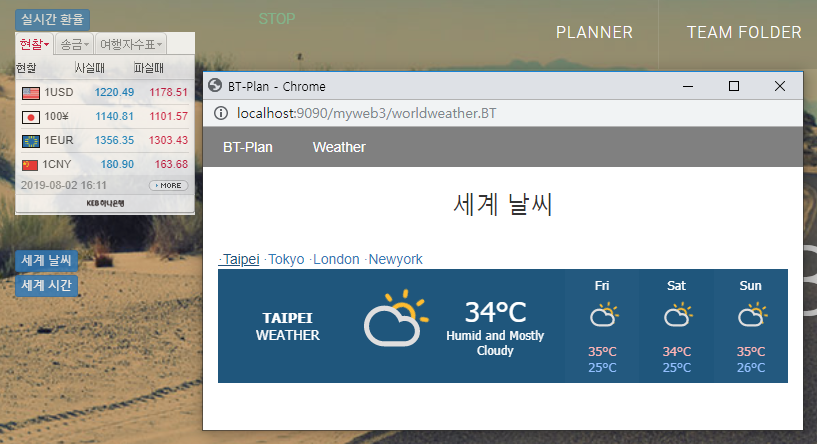 실시간 환율
STOP
PLANNER
TEAM FOLDER
현찰 송금 여행자수표
현찰 사실때 파실때
1USD 1220.49 1178.51
100¥ 1140.81 1101.57
1EUR 1356.35 1303.43
1CNY 180.90 163.68
2019-08-02 16:11 MORE
KEB 하나은행
세계 날씨
세계 시간
BT-Plan - Chrome
localhost:9090/myweb3/worldweather.BT
BT-Plan Weather
세계 날씨
·Taipei ·Tokyo ·London ·Newyork
TAIPEI
WEATHER
34°C
Humid and Mostly
Cloudy
Fri Sat Sun
35°C 34°C 35°C
25°C 25°C 26°C
3